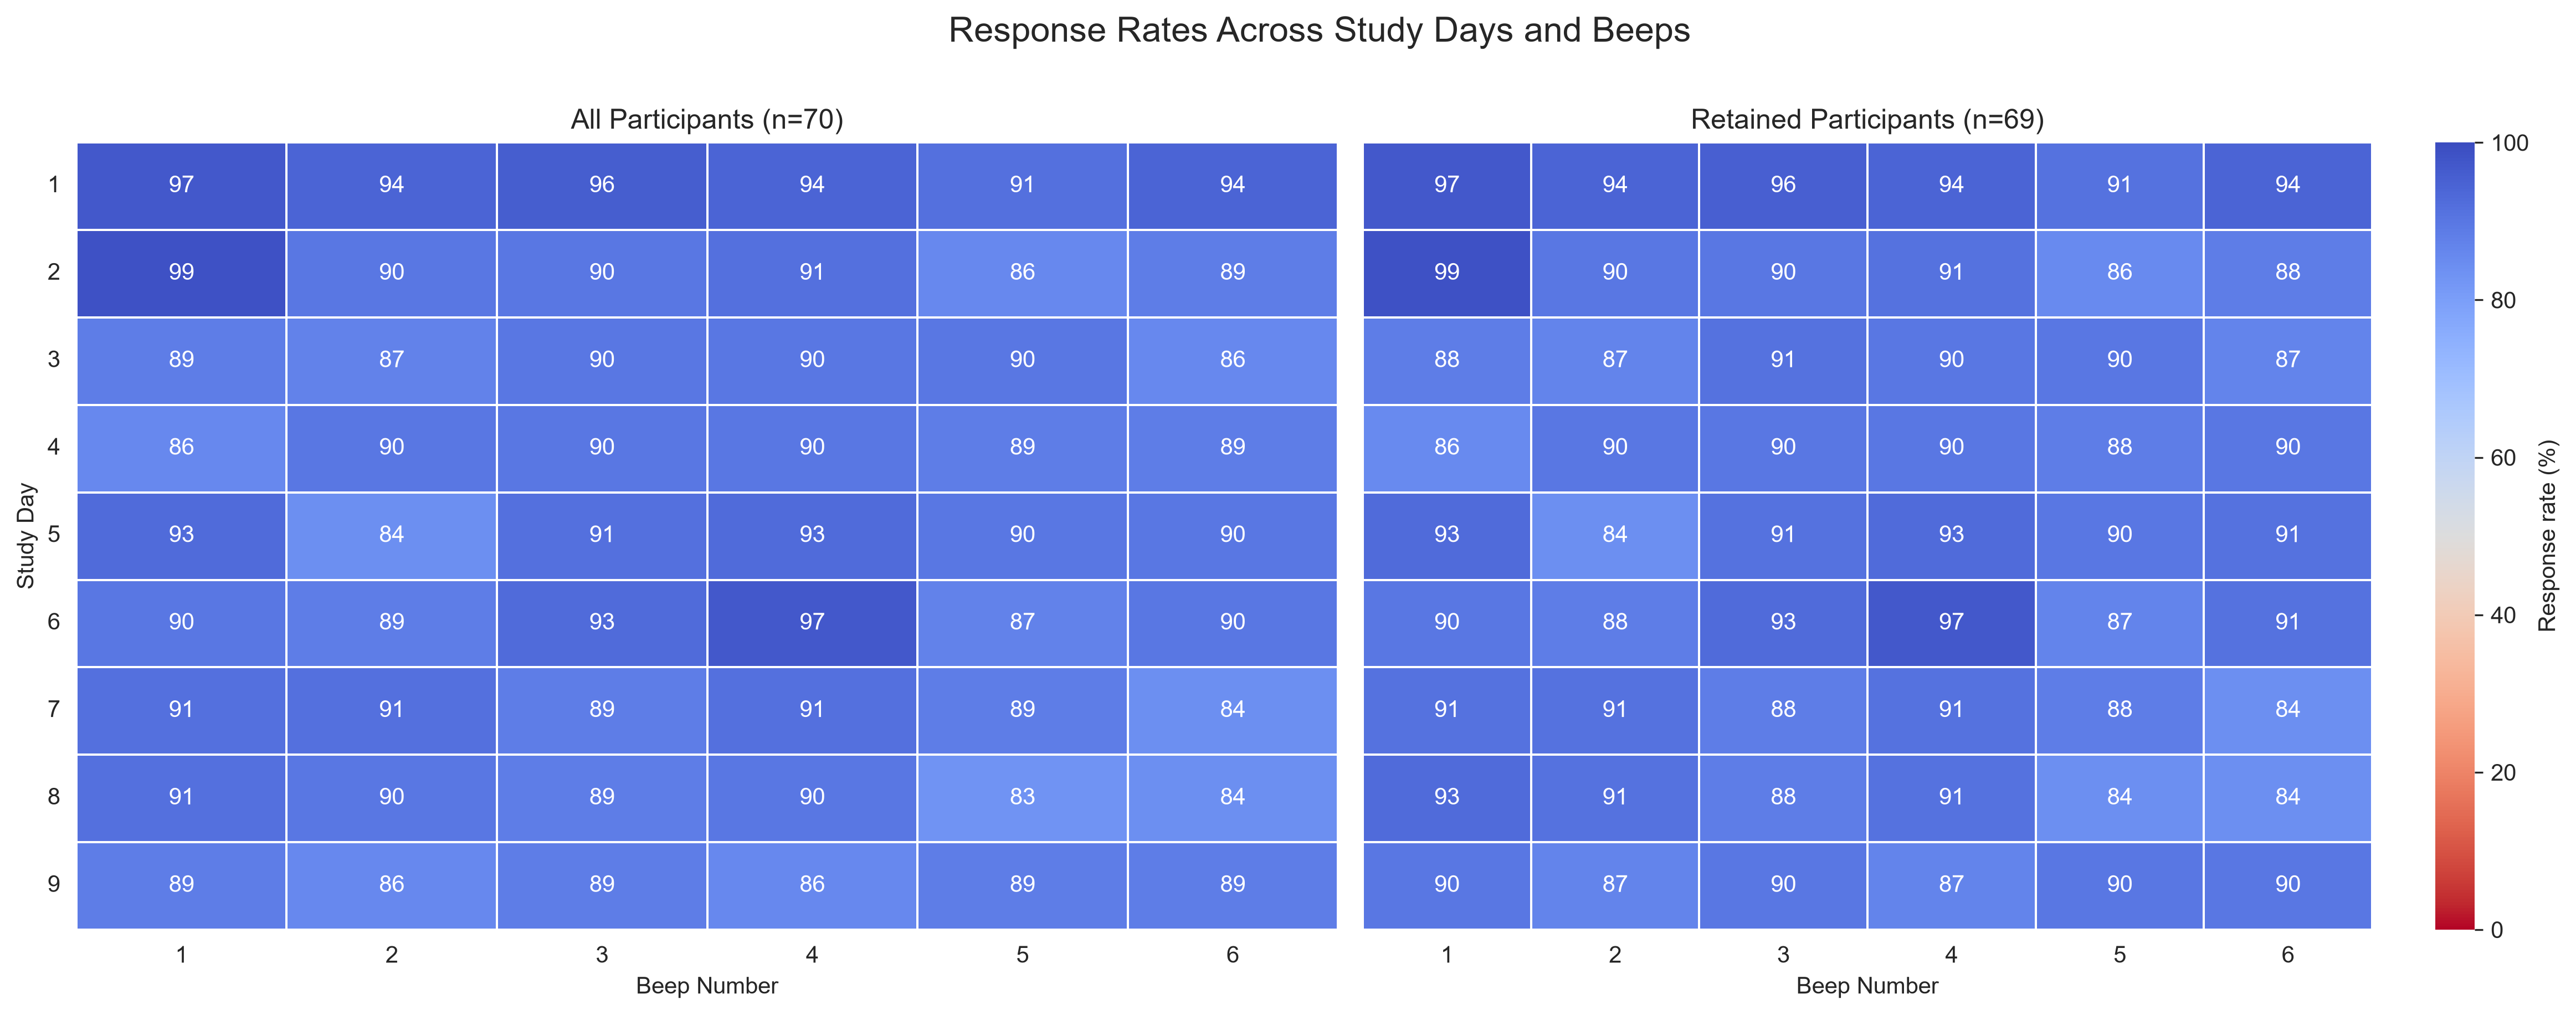 Response Rates Across Study Days and Beeps
All Participants (n=70)
Retained Participants (n=69)
1 97 94 96 94 91 94 97 94 96 94 91 94
2 99 90 90 91 86 89 99 90 90 91 86 88
3 89 87 90 90 90 86 88 87 91 90 90 87
4 86 90 90 90 89 89 86 90 90 90 88 90
5 93 84 91 93 90 90 93 84 91 93 90 91
6 90 89 93 97 87 90 90 88 93 97 87 91
7 91 91 89 91 89 84 91 91 88 91 88 84
8 91 90 89 90 83 84 93 91 88 91 84 84
9 89 86 89 86 89 89 90 87 90 87 90 90
1 2 3 4 5 6 1 2 3 4 5 6
Beep Number
Beep Number
Study Day
100
80
60
40
20
0
Response rate (%)